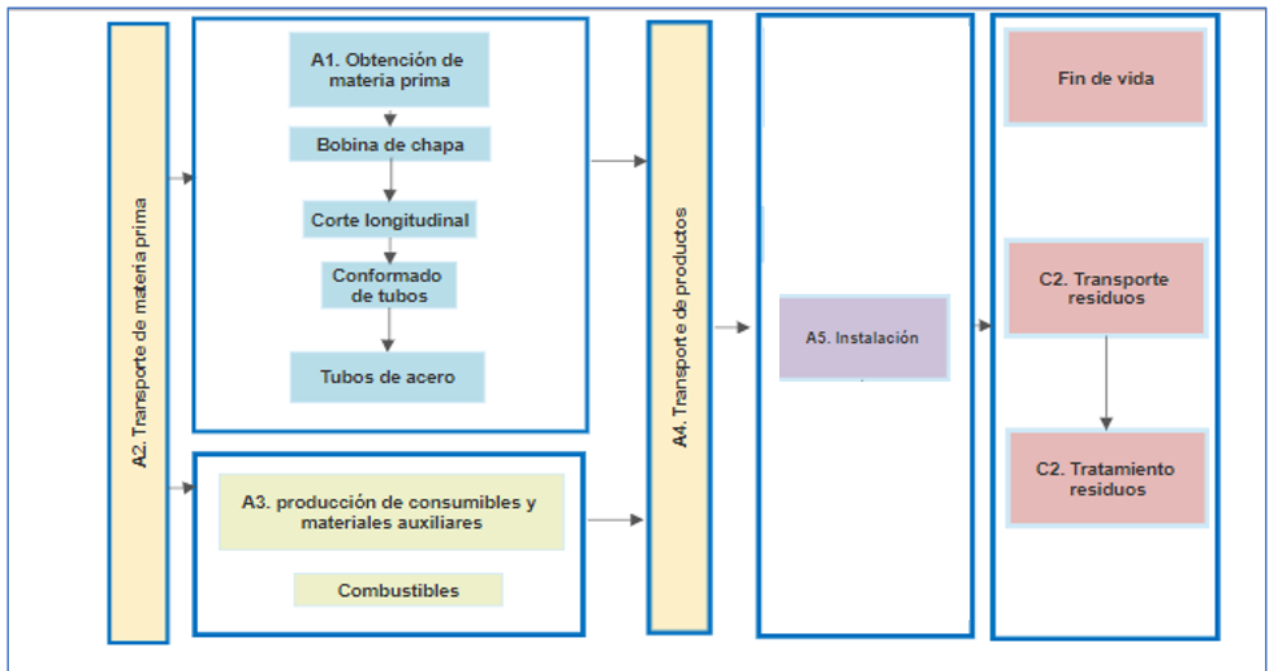 A2. Transporte de materia prima
A1. Obtención de
materia prima
Bobina de chapa
Corte longitudinal
Conformado
de tubos
Tubos de acero
A3. producción de consumibles y
materiales auxiliares
Combustibles
A4. Transporte de productos
A5. Instalación
Fin de vida
C2. Transporte
residuos
C2. Tratamiento
residuos